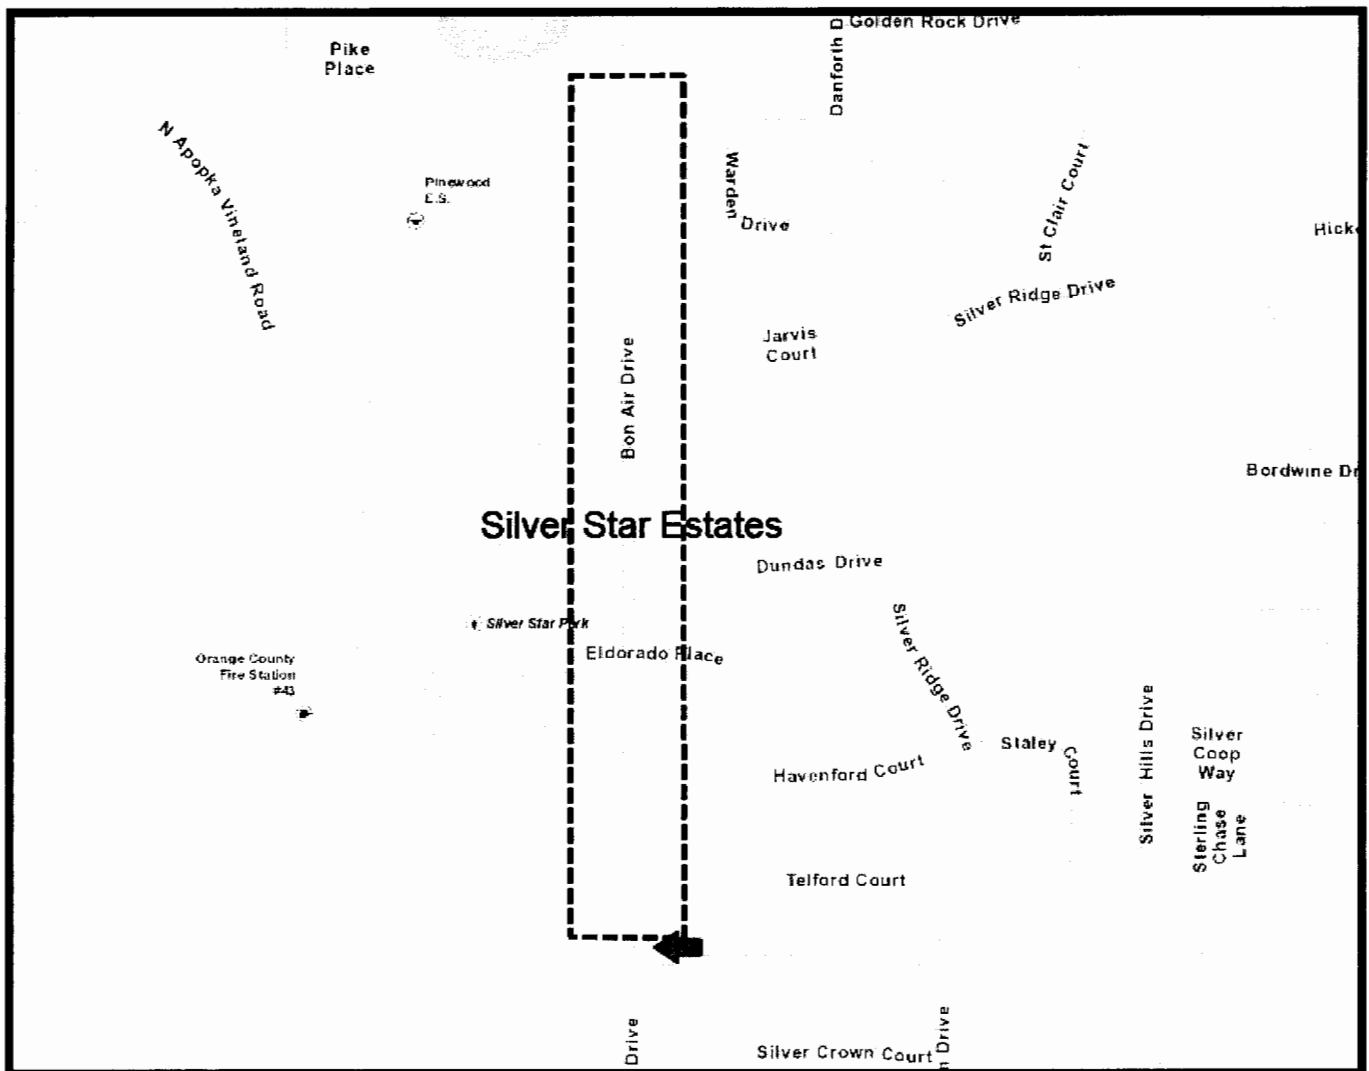 Golden Rock Drive
Danforth D
Pike
Place
N Apopka Vineland Road
Pinewood
E.S.
Warden
Drive
St Clair Court
Hick
Silver Ridge Drive
Jarvis
Court
Bon Air Drive
Bordwine Dr
Silver Star Estates
Dundas Drive
Silver Star Park
Eldorado Place
Silver Ridge Drive
Orange County
Fire Station
#43
Staley
Court
Silver Hills Drive
Silver
Coop
Way
Havenford Court
Sterling
Chase
Lane
Telford Court
Drive
Silver Crown Court
n Drive